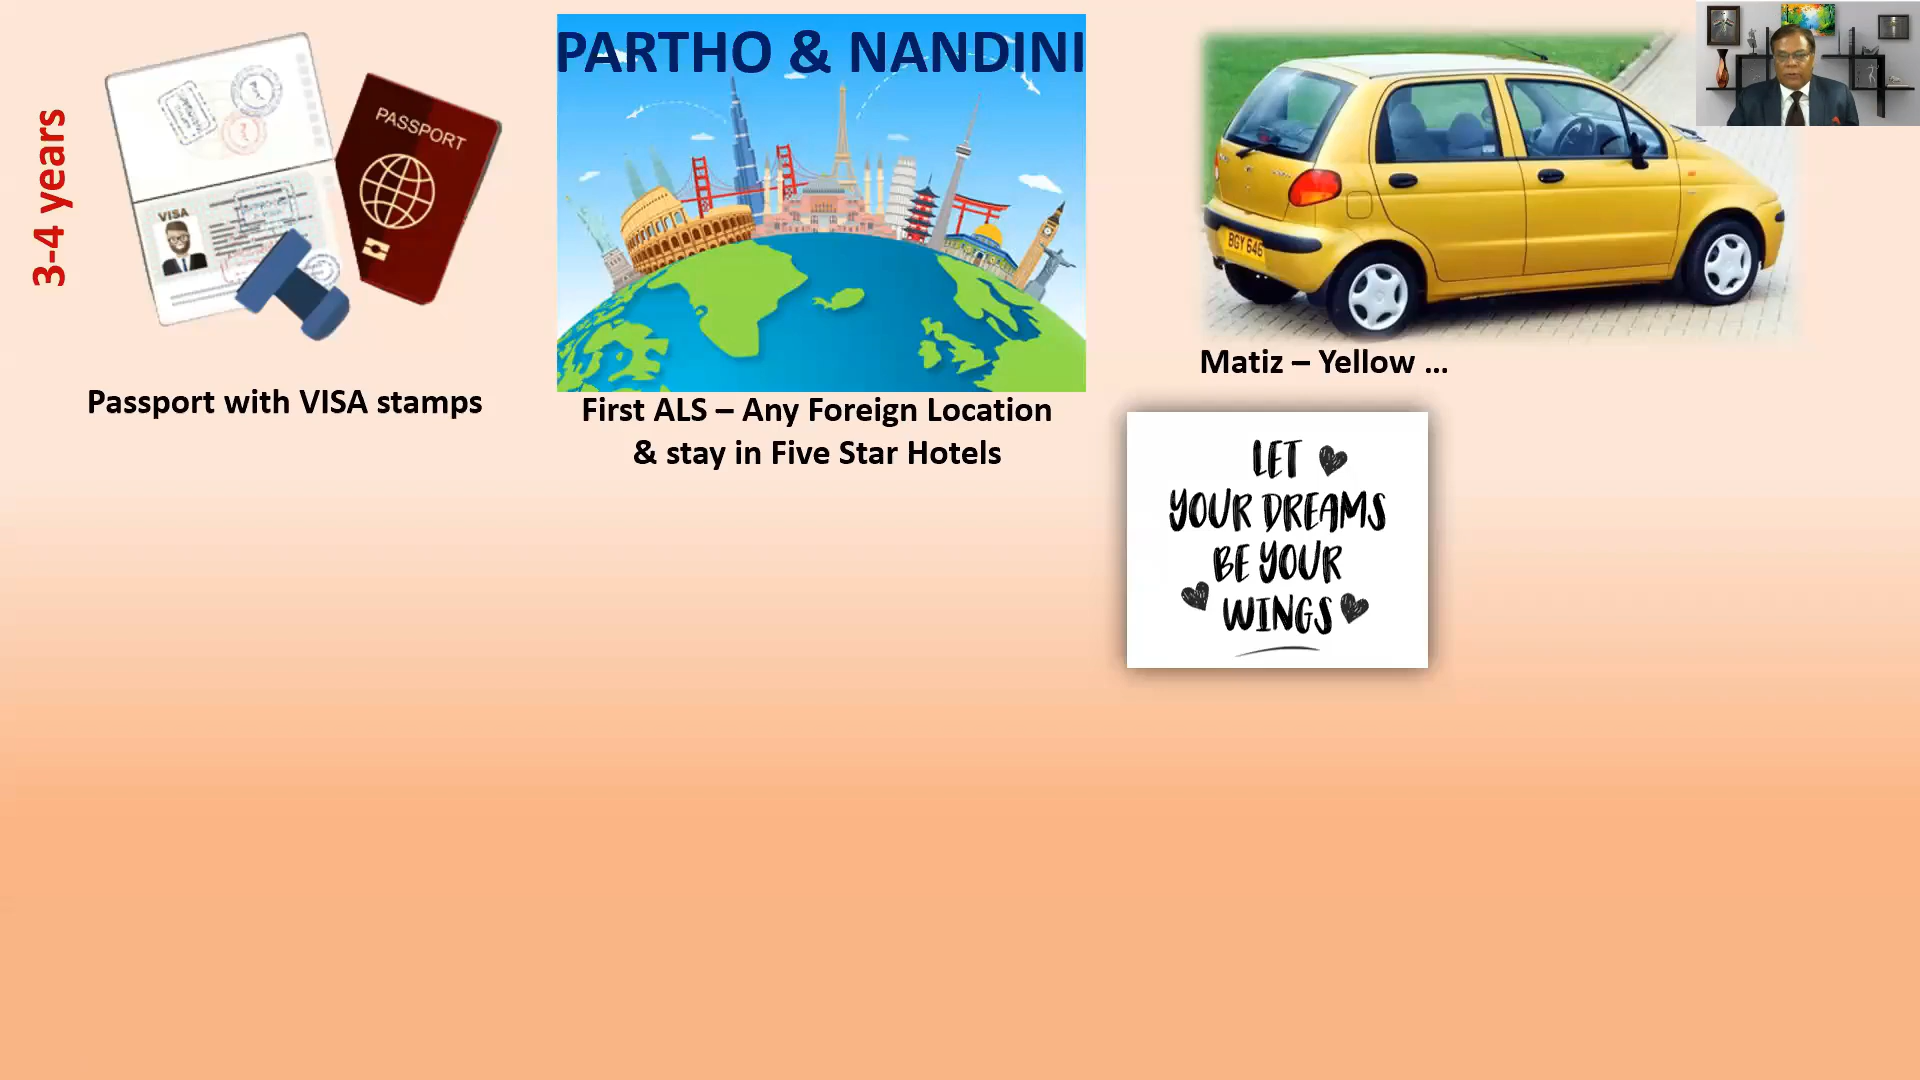 3-4 years
PASSPORT
VISA
Passport with VISA stamps
PARTHO & NANDINI
First ALS – Any Foreign Location
& stay in Five Star Hotels
BGY 646
Matiz – Yellow ...
LET
YOUR DREAMS
BE YOUR
WINGS